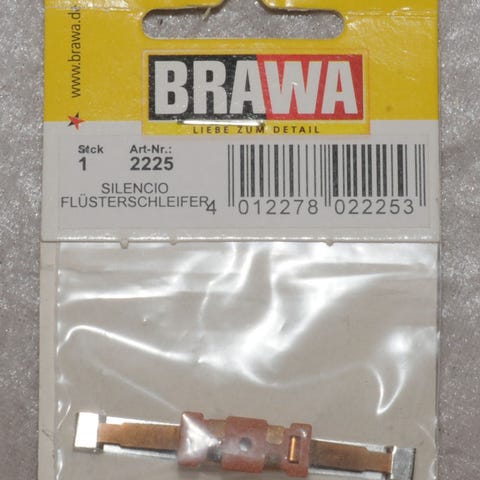 www.brawa.de
BRAWA
LIEBE ZUM DETAIL
Stck Art-Nr.:
1 2225
SILENCIO
FLÜSTERSCHLEIFER
4 012278 022253